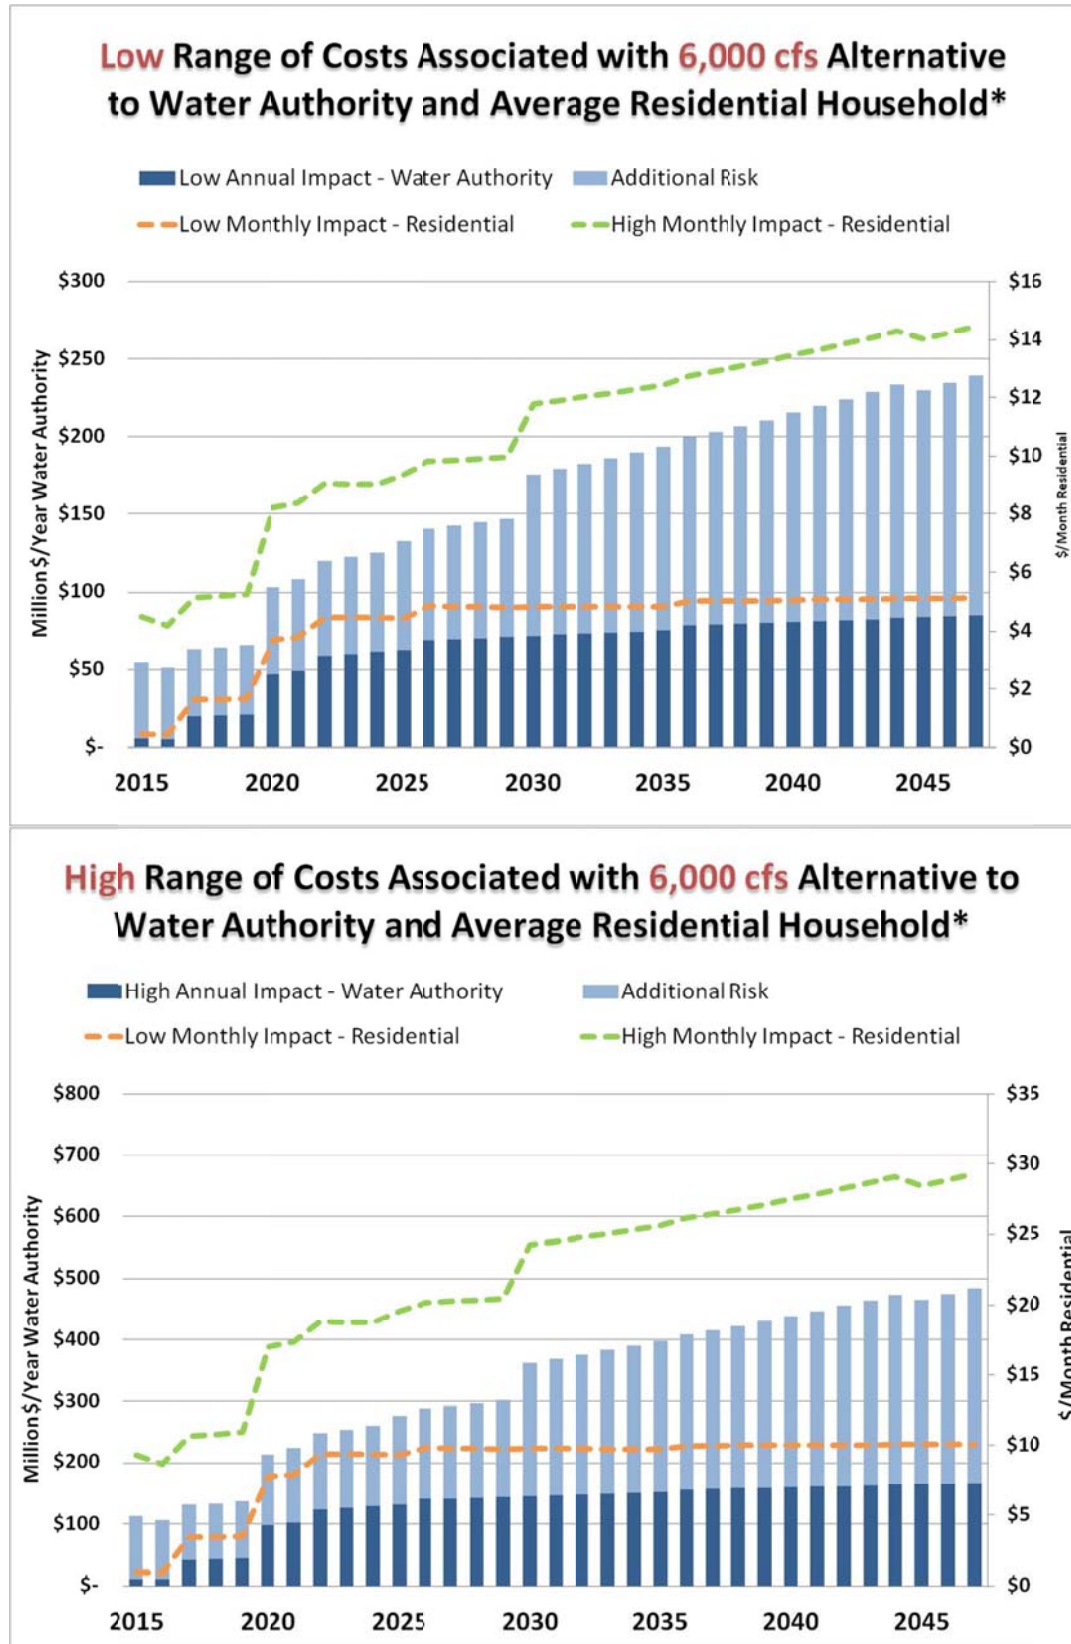 Low Range of Costs Associated with 6,000 cfs Alternative
to Water Authority and Average Residential Household*
Low Annual Impact - Water Authority Additional Risk
Low Monthly Impact - Residential High Monthly Impact - Residential
Million $/Year Water Authority
$300
$250
$200
$150
$100
$50
$-
$16
$14
$12
$10
$8
$6
$4
$2
$0
$/Month Residential
2015 2020 2025 2030 2035 2040 2045
High Range of Costs Associated with 6,000 cfs Alternative to
Water Authority and Average Residential Household*
High Annual Impact - Water Authority Additional Risk
Low Monthly Impact - Residential High Monthly Impact - Residential
Million $/Year Water Authority
$800
$700
$600
$500
$400
$300
$200
$100
$-
$35
$30
$25
$20
$15
$10
$5
$0
$/Month Residential
2015 2020 2025 2030 2035 2040 2045